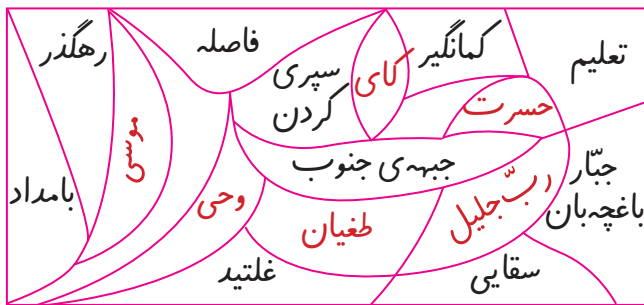 تعلیم
کمانگیر
فاصله
رهگذر
کای
سپری
کردن
حسرت
موسی
جبهه‌ی جنوب
جبّار
باغچه‌بان
ربّ جلیل
وحی
بامداد
طغیان
سقایی
غلتید